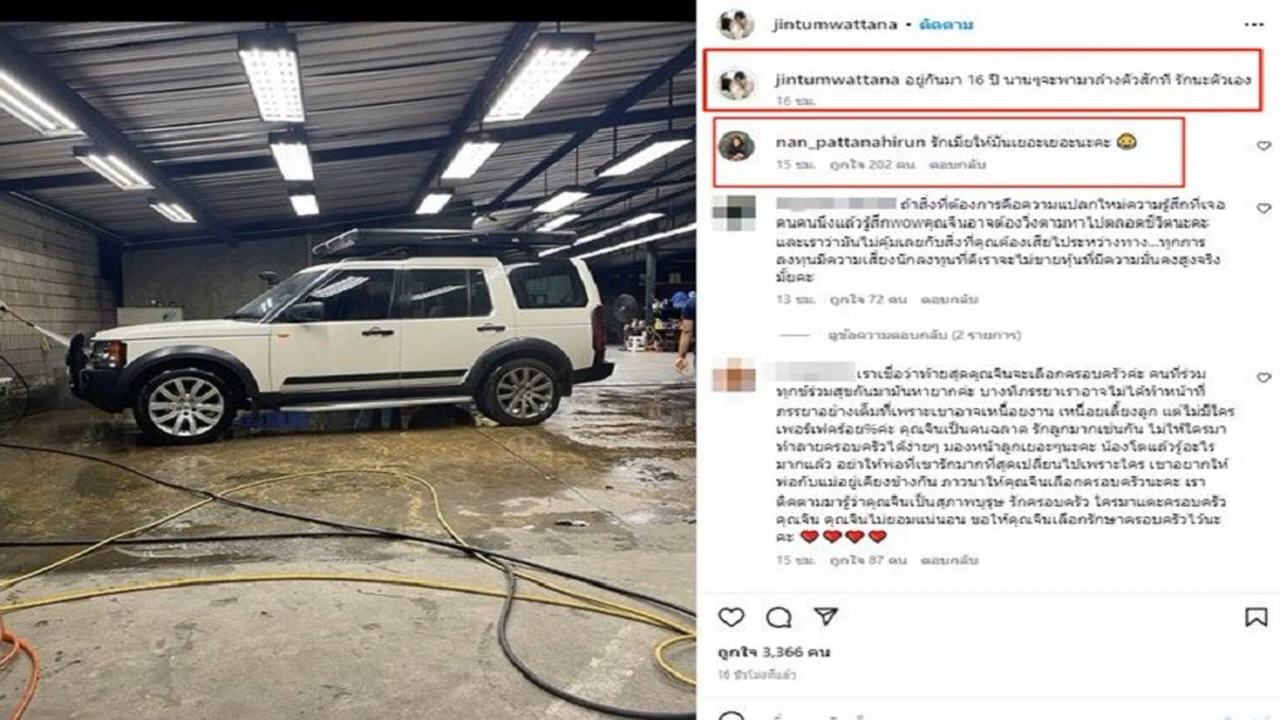 jintumwattana • ติดตาม
jintumwattana อยู่กันมา 16 ปี นานๆจะพามาล้างตัวสักที รักนะตัวเอง
16 ชม.
nan_pattanahirun รักเมียให้มันเยอะเยอะนะคะ 😂
15 ชม. ถูกใจ 202 คน ตอบกลับ
ถ้าสิ่งที่ต้องการคือความแปลกใหม่ความรู้สึกที่เจอ
คนคนนึงแล้วรู้สึกwowคุณจินอาจต้องวิ่งตามหาไปตลอดชีวิตนะคะ
และเราว่ามันไม่คุ้มเลยกับสิ่งที่คุณต้องเสียไประหว่างทาง...ทุกการ
ลงทุนมีความเสี่ยงนักลงทุนที่ดีเราจะไม่ขายหุ้นที่มีความมั่นคงสูงจริง
มั้ยคะ
13 ชม. ถูกใจ 72 คน ตอบกลับ
ดูข้อความตอบกลับ (2 รายการ)
เราเชื่อว่าท้ายสุดคุณจินจะเลือกครอบครัวค่ะ คนที่ร่วม
ทุกข์ร่วมสุขกันมามันหายากค่ะ บางทีภรรยาเราอาจไม่ได้ทำหน้าที่
ภรรยาอย่างเต็มที่เพราะเขาอาจเหนื่อยงาน เหนื่อยเลี้ยงลูก แต่ไม่มีใคร
เพอร์เฟคร้อย%ค่ะ คุณจินเป็นคนฉลาด รักลูกมากเช่นกัน ไม่ให้ใครมา
ทำลายครอบครัวได้ง่ายๆ มองหน้าลูกเยอะๆนะคะ น้องโตแล้วรู้อะไร
มากแล้ว อย่าให้พ่อที่เขารักมากที่สุดเปลี่ยนไปเพราะใคร เขาอยากให้
พ่อกับแม่อยู่เคียงข้างกัน ภาวนาให้คุณจินเลือกครอบครัวนะคะ เรา
ติดตามมารู้ว่าคุณจินเป็นสุภาพบุรุษ รักครอบครัว ใครมาแตะครอบครัว
คุณจิน คุณจินไม่ยอมแน่นอน ขอให้คุณจินเลือกรักษาครอบครัวไว้นะ
คะ ❤️❤️❤️❤️
15 ชม. ถูกใจ 87 คน ตอบกลับ
ถูกใจ 3,366 คน
16 ชั่วโมงที่แล้ว